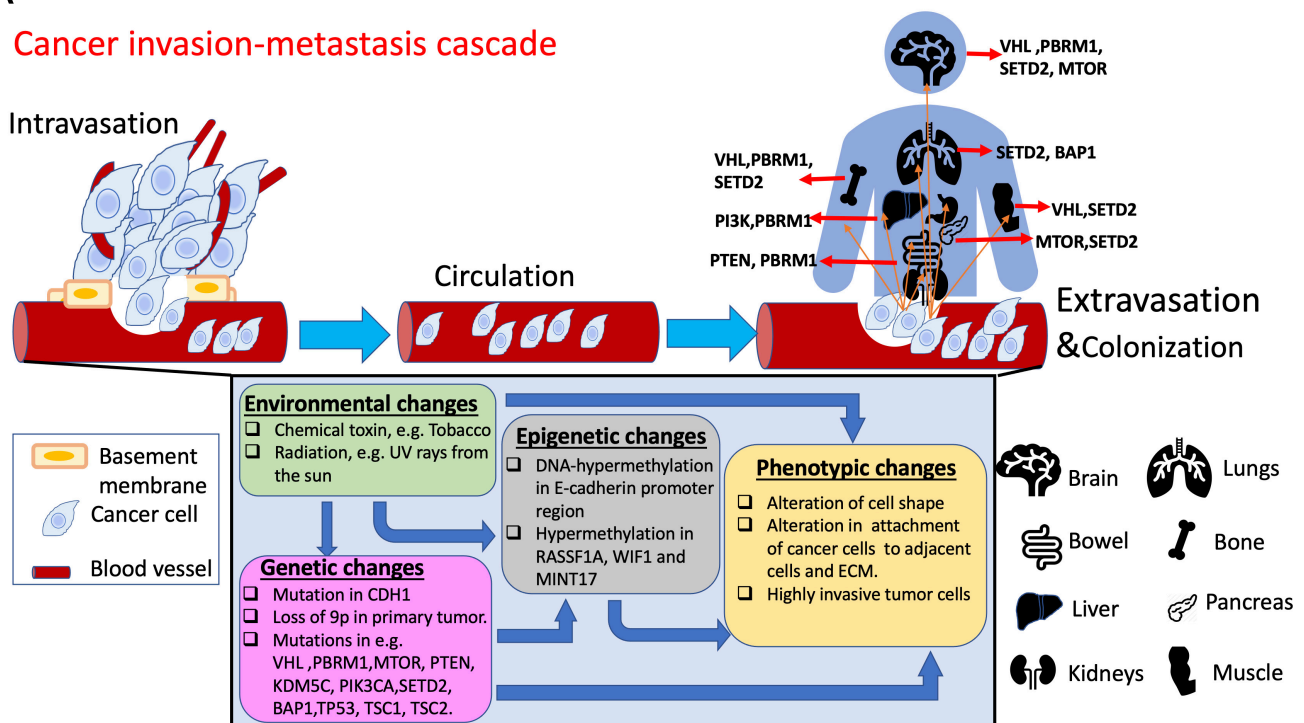 Cancer invasion-metastasis cascade
Intravasation
Circulation
Extravasation
&Colonization
VHL ,PBRM1,
SETD2, MTOR
SETD2, BAP1
VHL,PBRM1,
SETD2
PI3K,PBRM1
VHL,SETD2
MTOR,SETD2
PTEN, PBRM1
Basement
membrane
Cancer cell
Blood vessel
Environmental changes
Chemical toxin, e.g. Tobacco
Radiation, e.g. UV rays from
the sun
Genetic changes
Mutation in CDH1
Loss of 9p in primary tumor.
Mutations in e.g.
VHL ,PBRM1,MTOR, PTEN,
KDM5C, PIK3CA,SETD2,
BAP1,TP53, TSC1, TSC2.
Epigenetic changes
DNA-hypermethylation
in E-cadherin promoter
region
Hypermethylation in
RASSF1A, WIF1 and
MINT17
Phenotypic changes
Alteration of cell shape
Alteration in attachment
of cancer cells to adjacent
cells and ECM.
Highly invasive tumor cells
Brain
Lungs
Bowel
Bone
Liver
Pancreas
Kidneys
Muscle